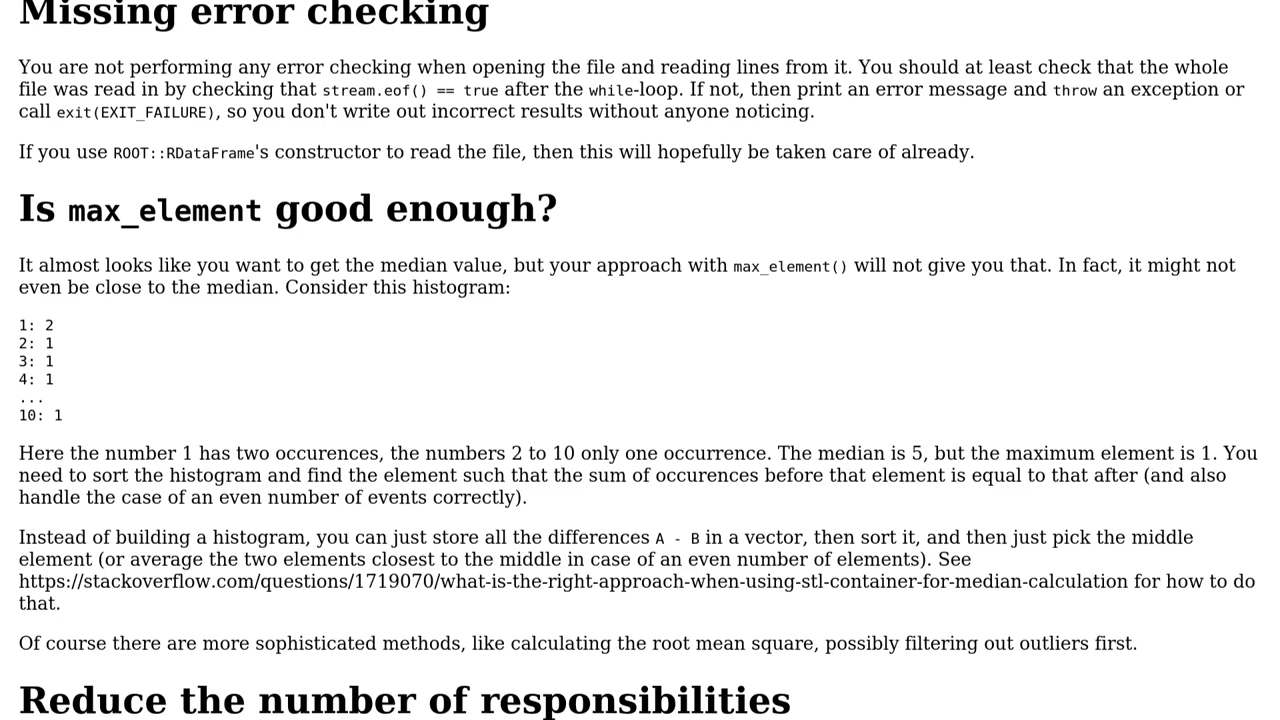 Missing error checking
You are not performing any error checking when opening the file and reading lines from it. You should at least check that the whole
file was read in by checking that stream.eof() == true after the while-loop. If not, then print an error message and throw an exception or
call exit(EXIT_FAILURE), so you don't write out incorrect results without anyone noticing.
If you use ROOT::RDataFrame's constructor to read the file, then this will hopefully be taken care of already.
Is max_element good enough?
It almost looks like you want to get the median value, but your approach with max_element() will not give you that. In fact, it might not
even be close to the median. Consider this histogram:
1: 2
2: 1
3: 1
4: 1
...
10: 1
Here the number 1 has two occurences, the numbers 2 to 10 only one occurrence. The median is 5, but the maximum element is 1. You
need to sort the histogram and find the element such that the sum of occurences before that element is equal to that after (and also
handle the case of an even number of events correctly).
Instead of building a histogram, you can just store all the differences A - B in a vector, then sort it, and then just pick the middle
element (or average the two elements closest to the middle in case of an even number of elements). See
https://stackoverflow.com/questions/1719070/what-is-the-right-approach-when-using-stl-container-for-median-calculation for how to do
that.
Of course there are more sophisticated methods, like calculating the root mean square, possibly filtering out outliers first.
Reduce the number of responsibilities